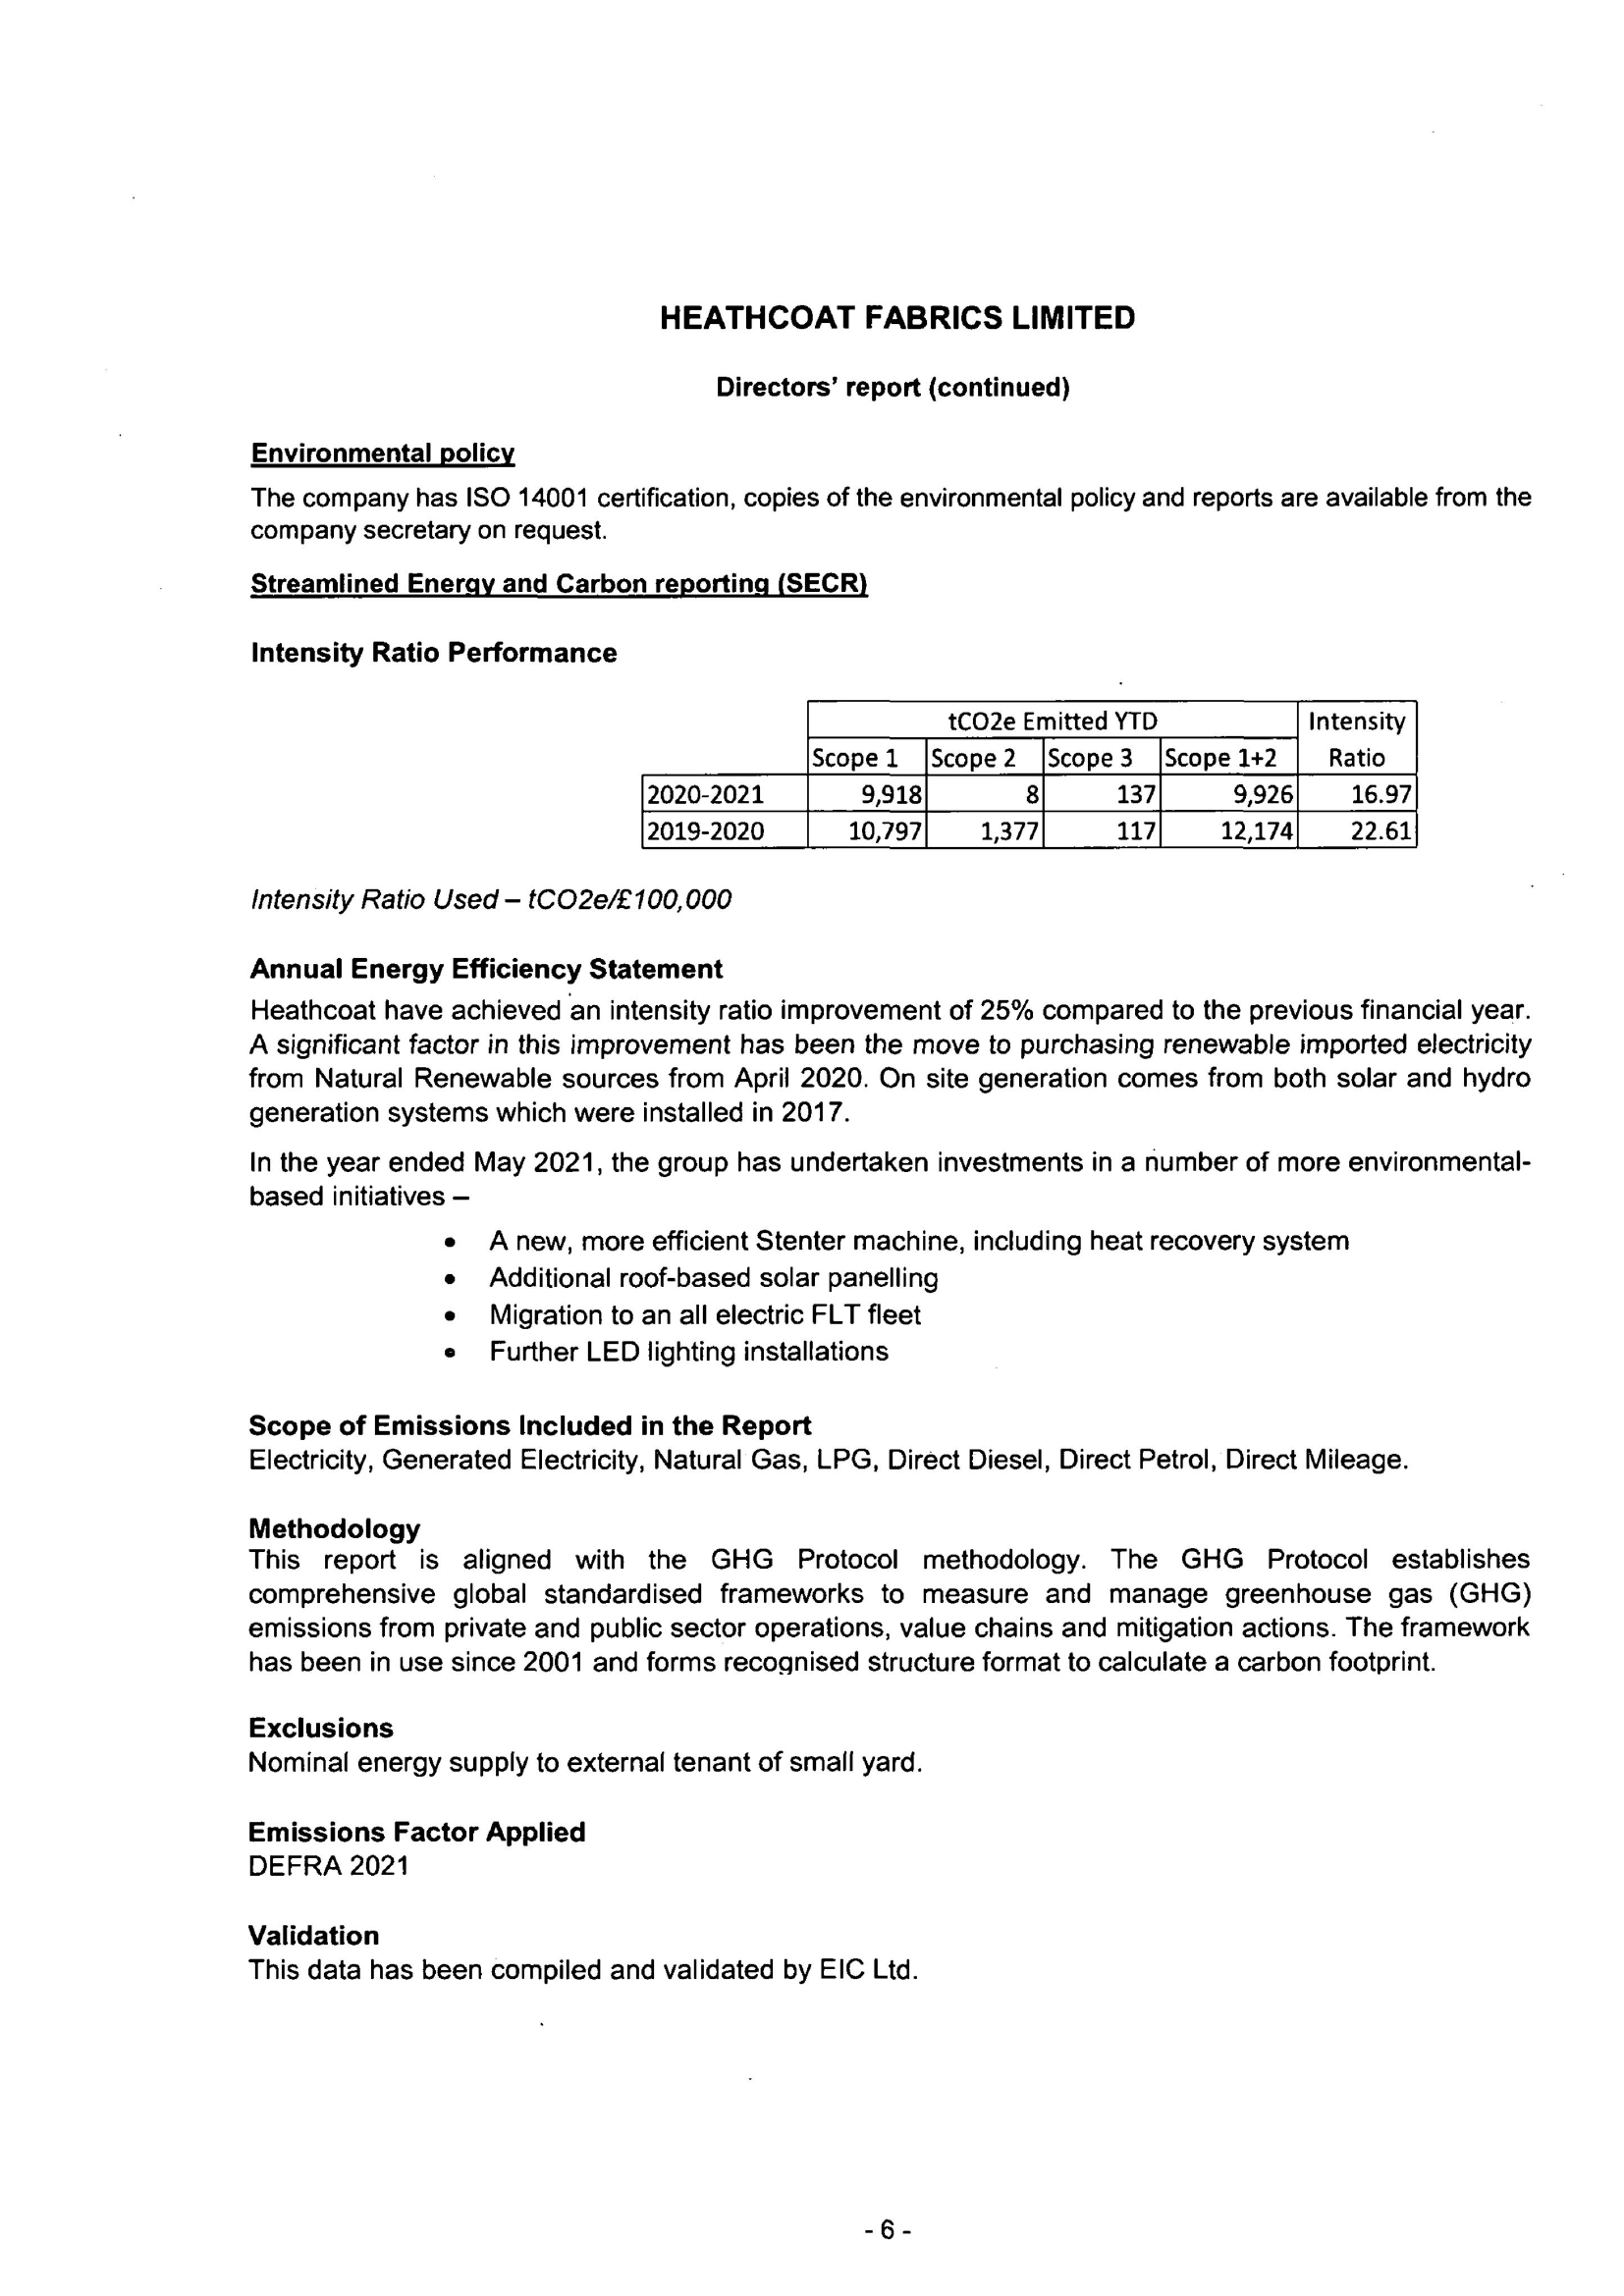 HEATHCOAT FABRICS LIMITED
Directors' report (continued)
Environmental policy
The company has ISO 14001 certification, copies of the environmental policy and reports are available from the
company secretary on request.
Streamlined Energy and Carbon reporting (SECR)
Intensity Ratio Performance
tCO2e Emitted YTD Intensity
Scope 1 Scope 2 Scope 3 Scope 1+2 Ratio
2020-2021 9,918 8 137 9,926 16.97
2019-2020 10,797 1,377 117 12,174 22.61
Intensity Ratio Used – tCO2e/£100,000
Annual Energy Efficiency Statement
Heathcoat have achieved an intensity ratio improvement of 25% compared to the previous financial year.
A significant factor in this improvement has been the move to purchasing renewable imported electricity
from Natural Renewable sources from April 2020. On site generation comes from both solar and hydro
generation systems which were installed in 2017.
In the year ended May 2021, the group has undertaken investments in a number of more environmental-
based initiatives –
• A new, more efficient Stenter machine, including heat recovery system
• Additional roof-based solar panelling
• Migration to an all electric FLT fleet
• Further LED lighting installations
Scope of Emissions Included in the Report
Electricity, Generated Electricity, Natural Gas, LPG, Direct Diesel, Direct Petrol, Direct Mileage.
Methodology
This report is aligned with the GHG Protocol methodology. The GHG Protocol establishes
comprehensive global standardised frameworks to measure and manage greenhouse gas (GHG)
emissions from private and public sector operations, value chains and mitigation actions. The framework
has been in use since 2001 and forms recognised structure format to calculate a carbon footprint.
Exclusions
Nominal energy supply to external tenant of small yard.
Emissions Factor Applied
DEFRA 2021
Validation
This data has been compiled and validated by EIC Ltd.
- 6 -